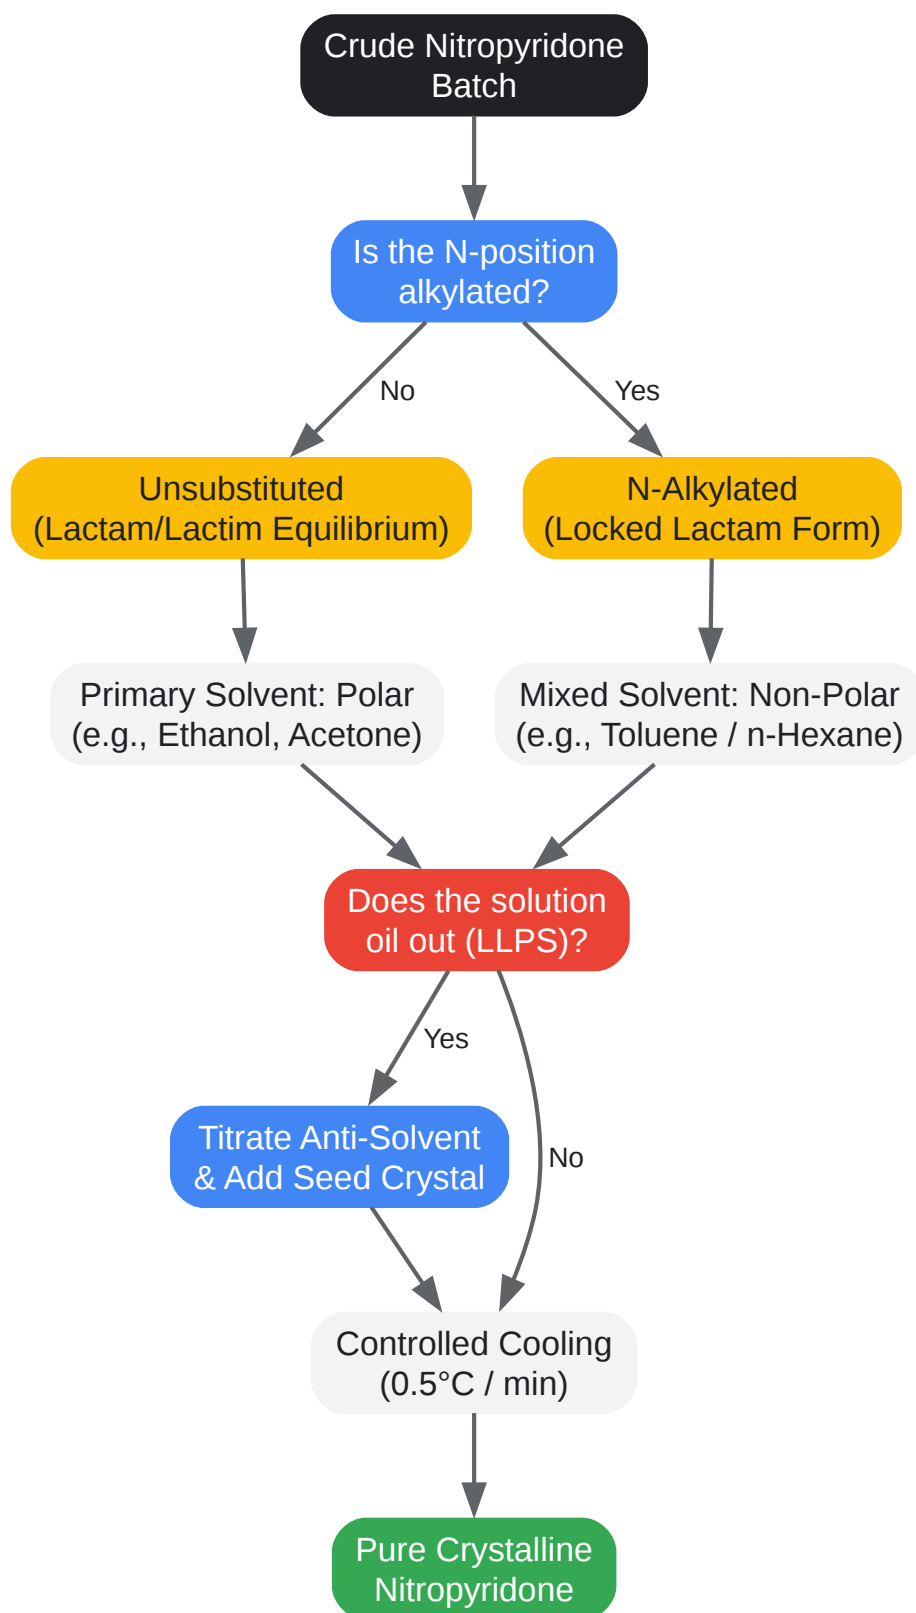 Crude Nitropyridone
Batch
Is the N-position
alkylated?
No
Yes
Unsubstituted
(Lactam/Lactim Equilibrium)
N-Alkylated
(Locked Lactam Form)
Primary Solvent: Polar
(e.g., Ethanol, Acetone)
Mixed Solvent: Non-Polar
(e.g., Toluene / n-Hexane)
Does the solution
oil out (LLPS)?
Yes
Titrate Anti-Solvent
& Add Seed Crystal
No
Controlled Cooling
(0.5°C / min)
Pure Crystalline
Nitropyridone